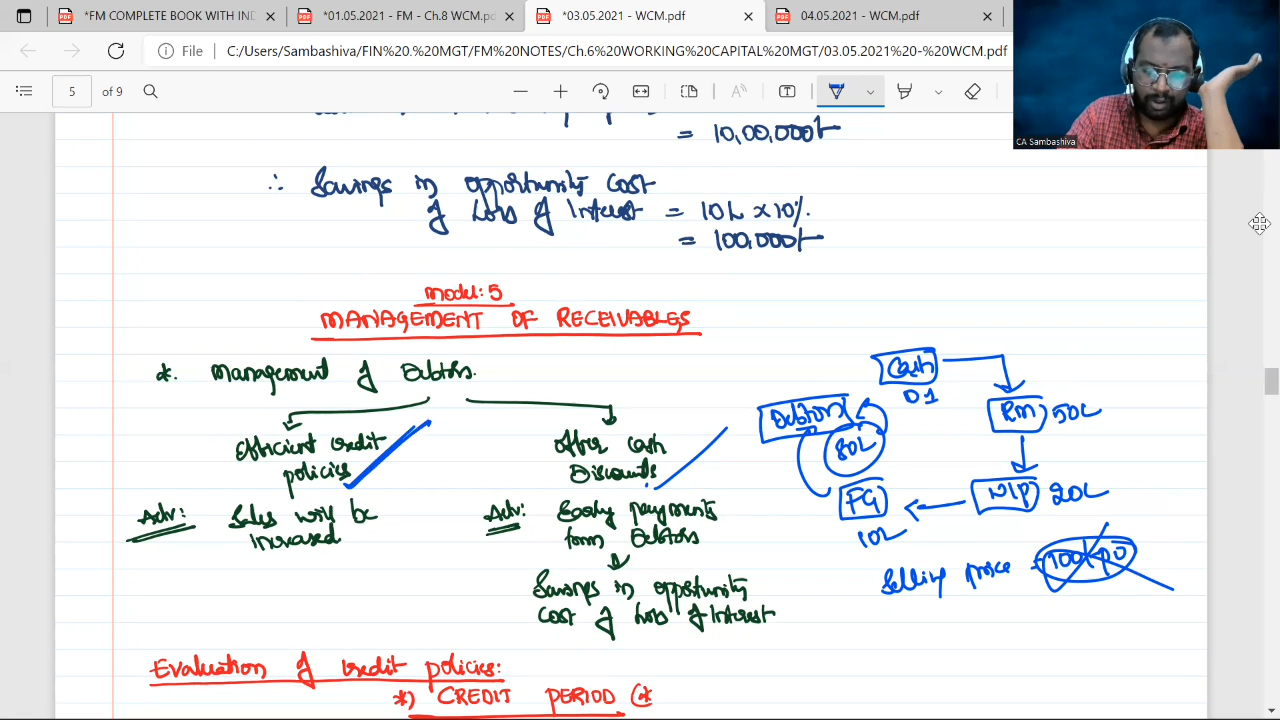 *FM COMPLETE BOOK WITH IND
*01.05.2021 - FM - Ch.8 WCM.pdf
*03.05.2021 - WCM.pdf
04.05.2021 - WCM.pdf
File
C:/Users/Sambashiva/FIN%20.%20MGT/FM%20NOTES/Ch.6%20WORKING%20CAPITAL%20MGT/03.05.2021%20-%20WCM.pdf
5 of 9
CA Sambashiva
= 10,00,000/-
∴ Savings in opportunity cost
of Loss of Interest = 10L x 10%.
= 100,000/-
Model: 5
MANAGEMENT OF RECEIVABLES
*. Management of Debtors.
Efficient credit
policies
Offer cash
Discounts
Adv: Sales will be
increased
Adv: Early payments
from Debtors
Savings in opportunity
cost of Loss of Interest
Cash
01
RM 50L
Debtors
80L
WIP 20L
FG
10L
Selling price
Evaluation of credit policies:
*) CREDIT PERIOD (*